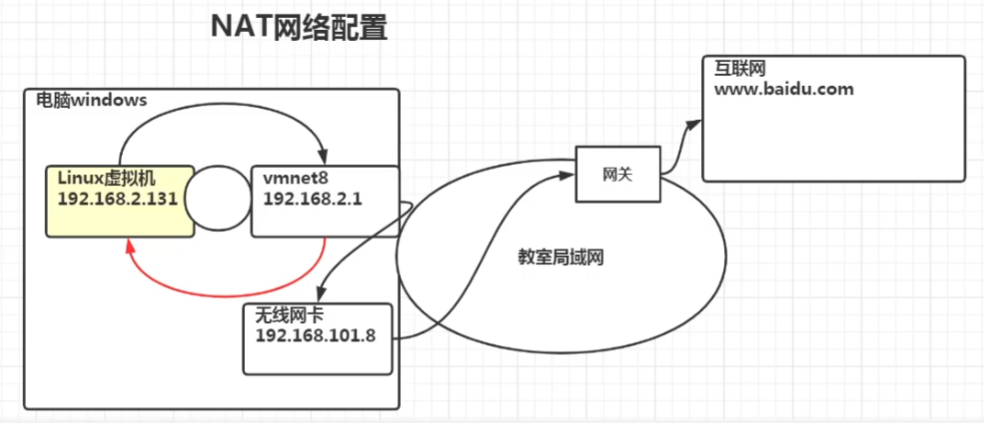 NAT网络配置
互联网
www.baidu.com
电脑windows
Linux虚拟机
192.168.2.131
vmnet8
192.168.2.1
网关
教室局域网
无线网卡
192.168.101.8